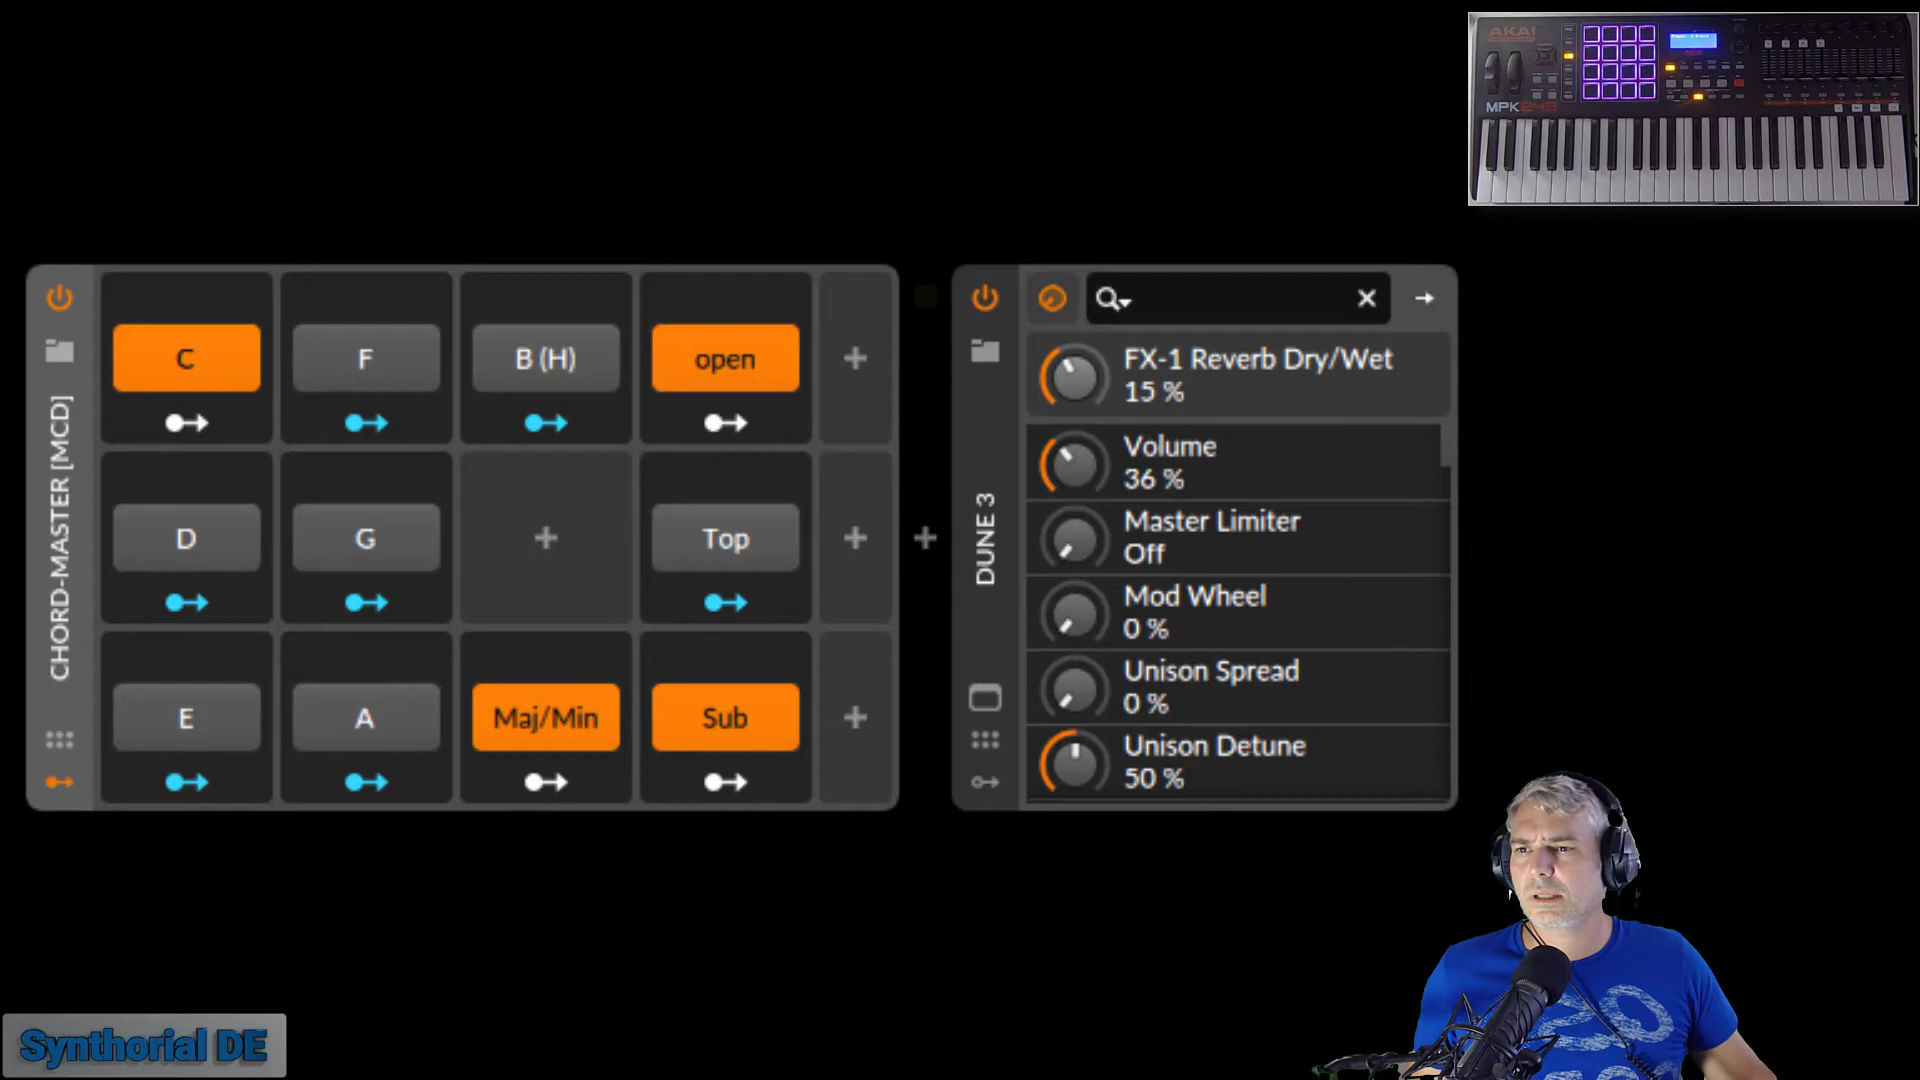 AKAI
MPK249
CHORD-MASTER [MCD]
C
F
B (H)
open
D
G
Top
E
A
Maj/Min
Sub
DUNE 3
FX-1 Reverb Dry/Wet
15 %
Volume
36 %
Master Limiter
Off
Mod Wheel
0 %
Unison Spread
0 %
Unison Detune
50 %
Synthorial DE